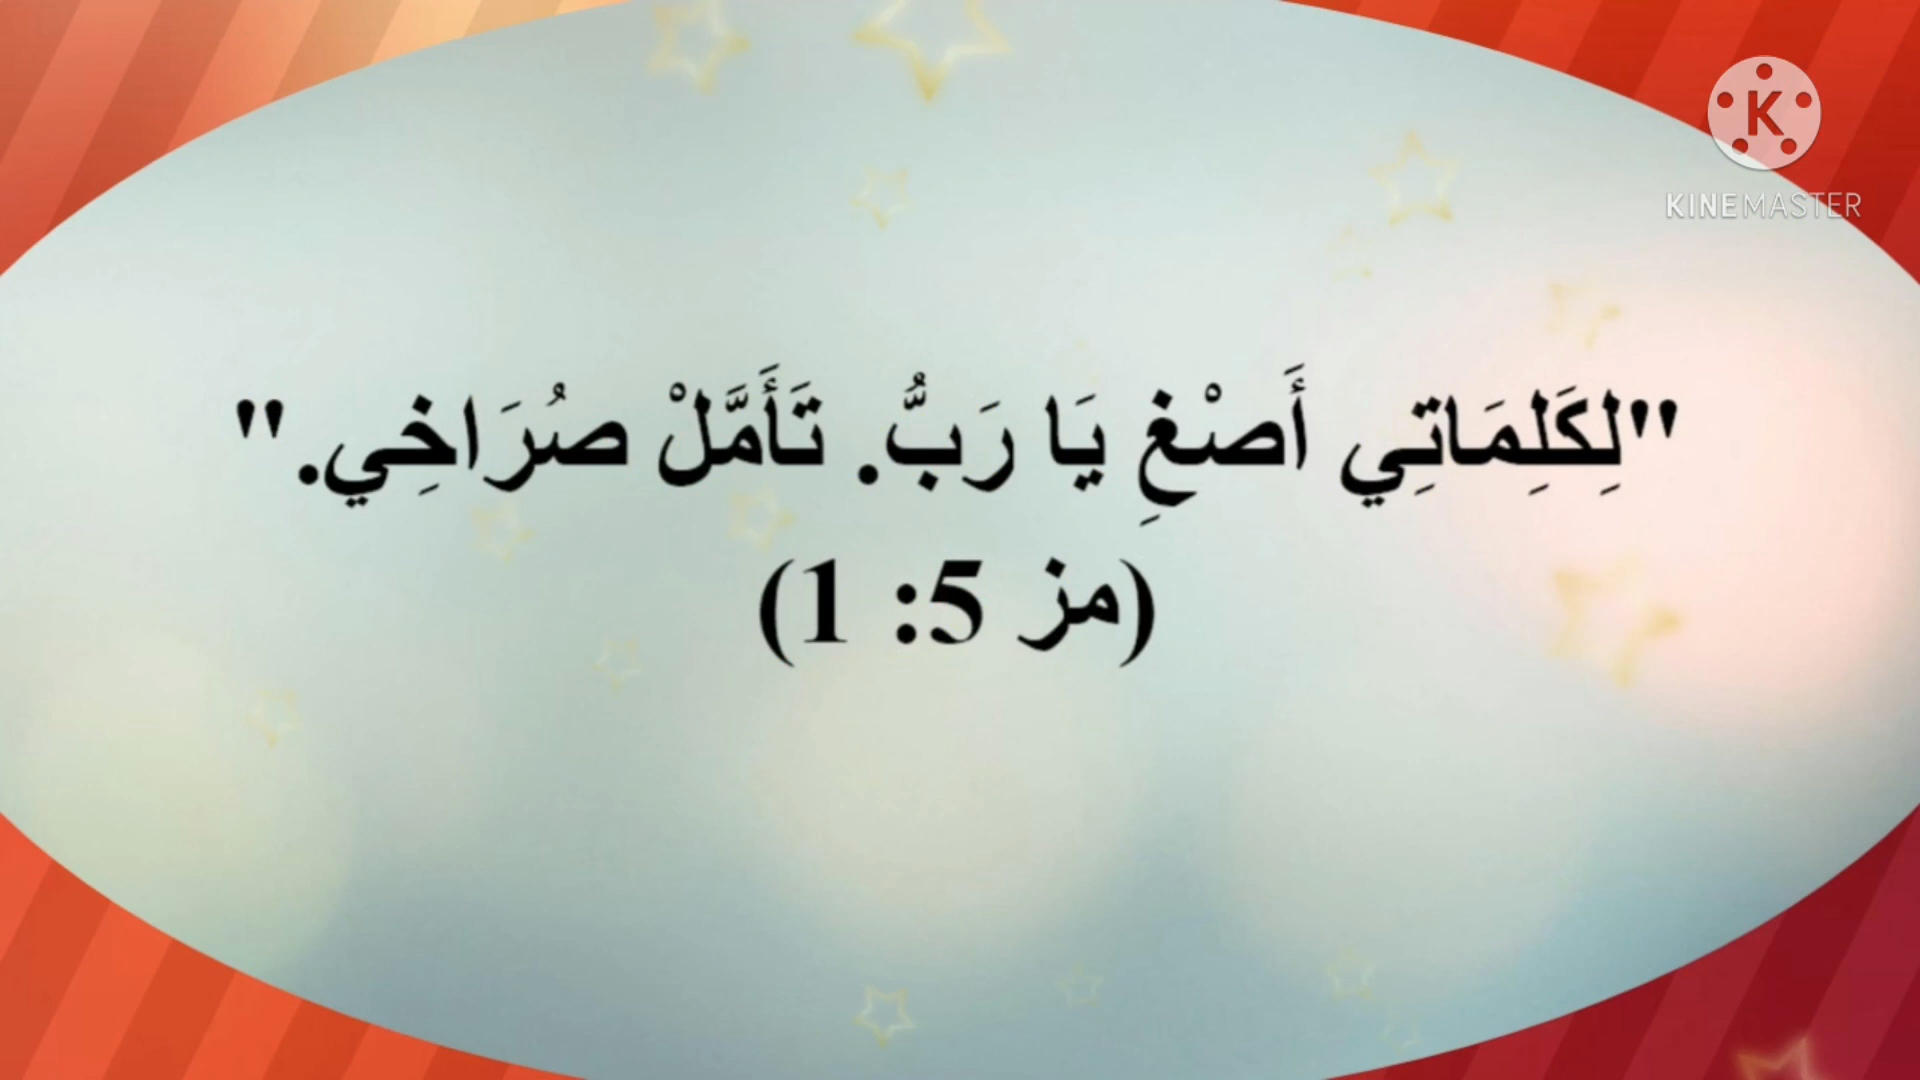 "لِكَلِمَاتِي أَصْغِ يَا رَبُّ. تَأَمَّلْ صُرَاخِي."
(مز 5: 1)
K
KINEMASTER